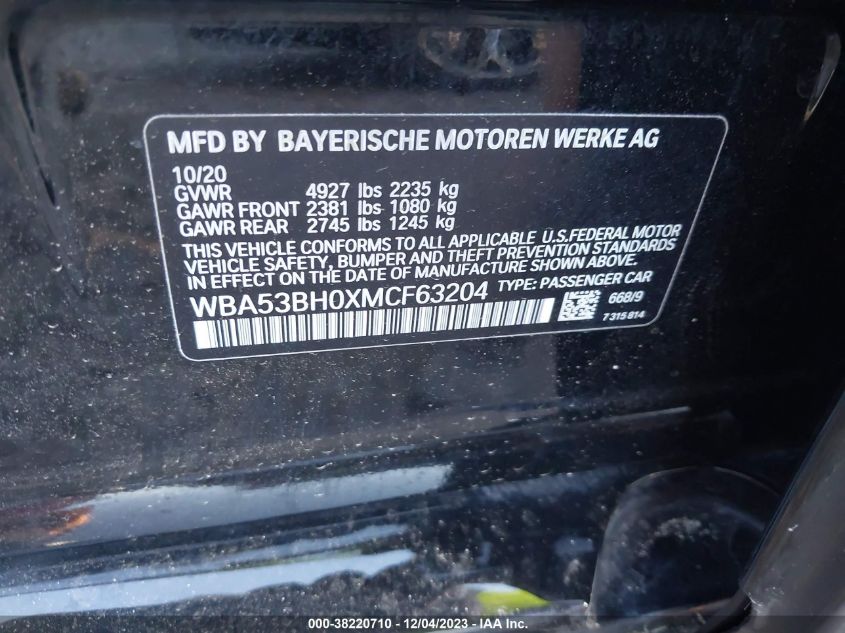 MFD BY BAYERISCHE MOTOREN WERKE AG
10/20
GVWR 4927 lbs 2235 kg
GAWR FRONT 2381 lbs 1080 kg
GAWR REAR 2745 lbs 1245 kg
THIS VEHICLE CONFORMS TO ALL APPLICABLE U.S.FEDERAL MOTOR
VEHICLE SAFETY, BUMPER AND THEFT PREVENTION STANDARDS
IN EFFECT ON THE DATE OF MANUFACTURE SHOWN ABOVE.
WBA53BH0XMCF63204 TYPE: PASSENGER CAR
668/9
7315814
000-38220710 - 12/04/2023 - Copyright © IAA, Inc.